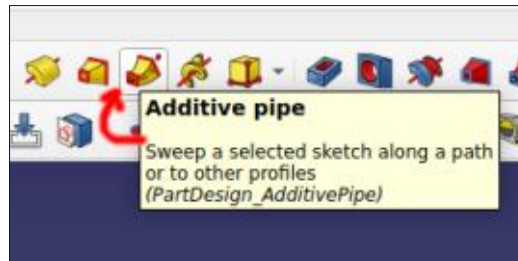 Additive pipe
Sweep a selected sketch along a path
or to other profiles
(PartDesign_AdditivePipe)